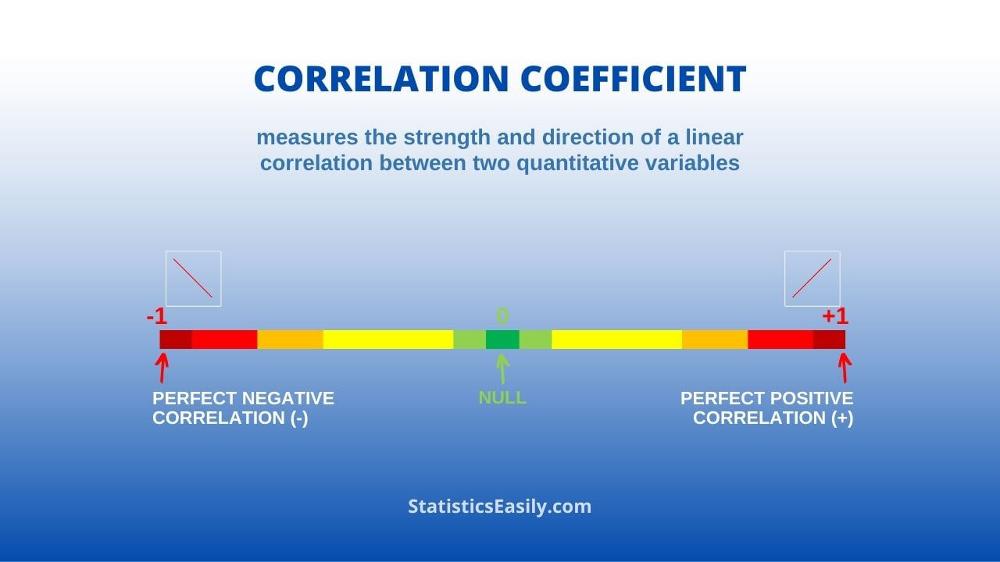 CORRELATION COEFFICIENT
measures the strength and direction of a linear
correlation between two quantitative variables
-1
0
+1
PERFECT NEGATIVE
CORRELATION (-)
NULL
PERFECT POSITIVE
CORRELATION (+)
StatisticsEasily.com